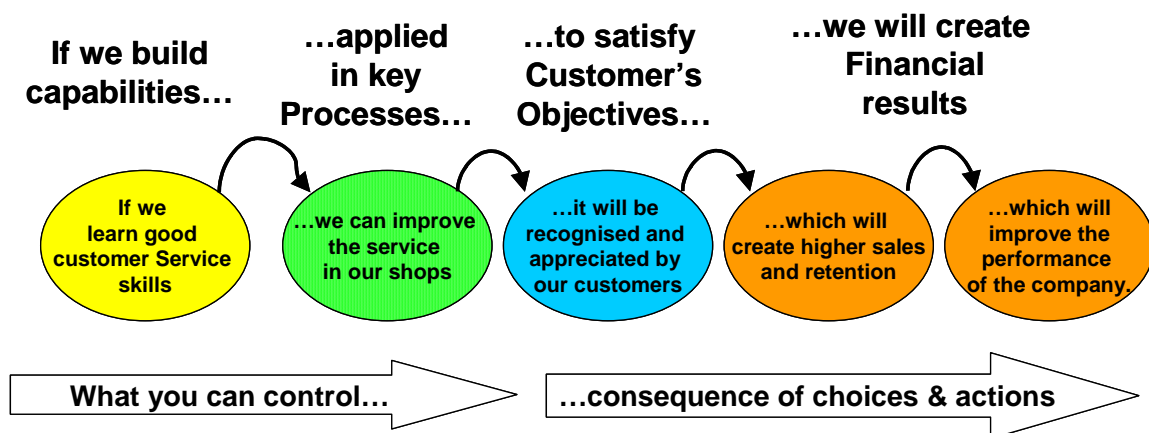 If we build
capabilities…
…applied
in key
Processes…
…to satisfy
Customer's
Objectives…
…we will create
Financial
results
If we
learn good
customer Service
skills
…we can improve
the service
in our shops
…it will be
recognised and
appreciated by
our customers
…which will
create higher sales
and retention
…which will
improve the
performance
of the company.
What you can control…
…consequence of choices & actions